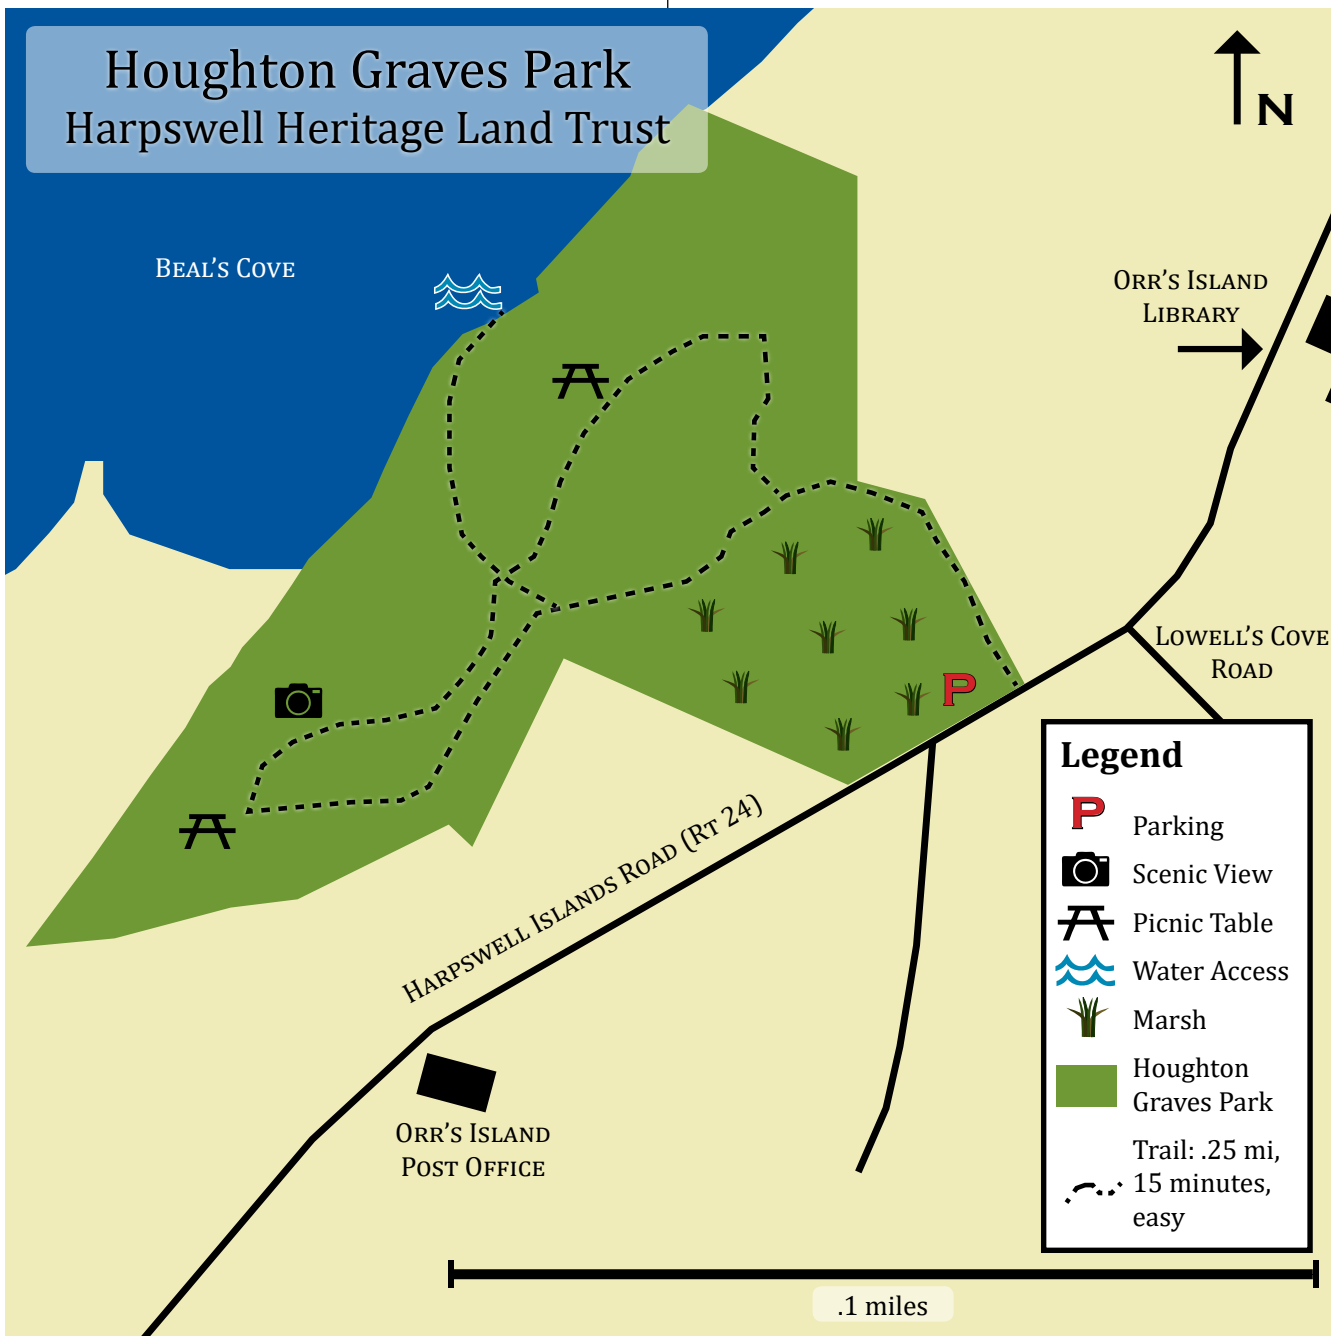 Houghton Graves Park
Harpswell Heritage Land Trust
N
Beal's Cove
Orr's Island
Library
Lowell's Cove
Road
P
Harpswell Islands Road (Rt 24)
Orr's Island
Post Office
Legend
P Parking
Scenic View
Picnic Table
Water Access
Marsh
Houghton
Graves Park
Trail: .25 mi,
15 minutes,
easy
.1 miles